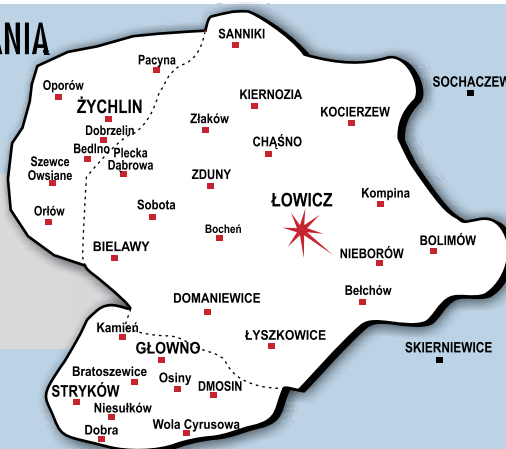 ANIA
SANNIKI
Pacyna
SOCHACZEW
Oporów
KIERNOZIA
ŻYCHLIN
KOCIERZEW
Złaków
Dobrzelin
CHĄŚNO
Bedlno
Plecka
Dąbrowa
Szewce
Owsiane
ZDUNY
Kompina
ŁOWICZ
Sobota
Orłów
Bocheń
BOLIMÓW
BIELAWY
NIEBORÓW
Bełchów
DOMANIEWICE
Kamień
ŁYSZKOWICE
GŁOWNO
SKIERNIEWICE
Bratoszewice
Osiny
DMOSIN
STRYKÓW
Niesułków
Wola Cyrusowa
Dobra